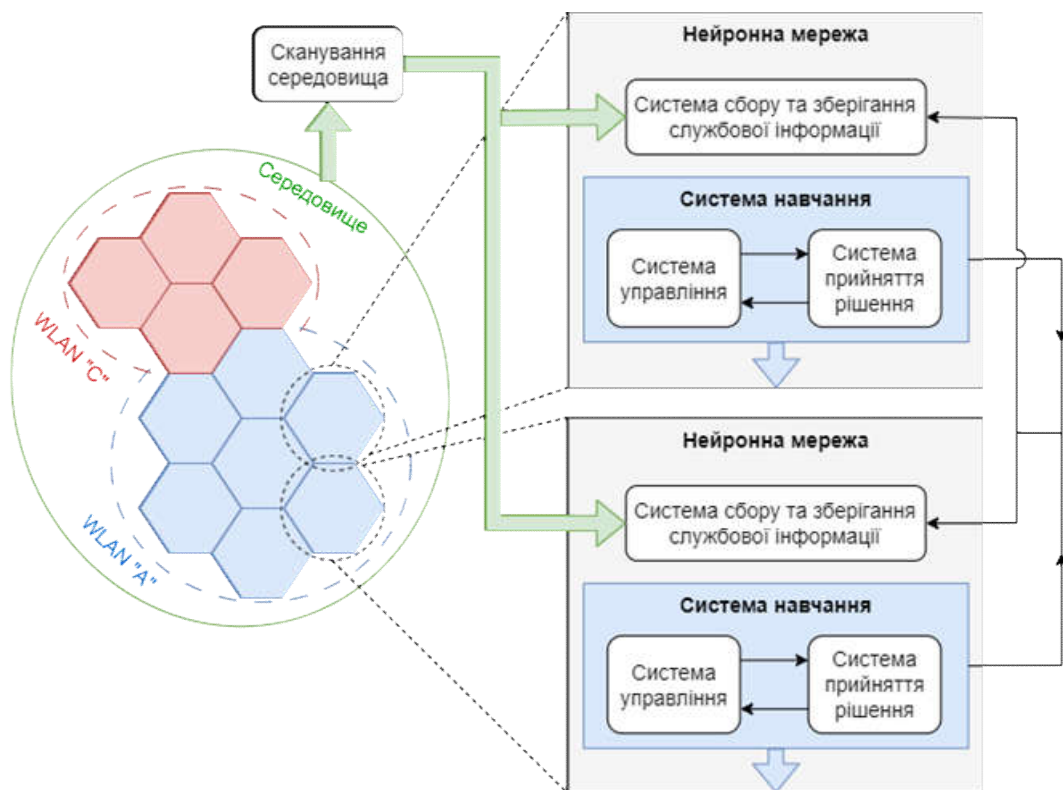 Сканування
середовища
Середовище
WLAN "C"
WLAN "A"
Нейронна мережа
Система сбору та зберігання
службової інформації
Система навчання
Система
управління
Система
прийняття
рішення
Нейронна мережа
Система сбору та зберігання
службової інформації
Система навчання
Система
управління
Система
прийняття
рішення